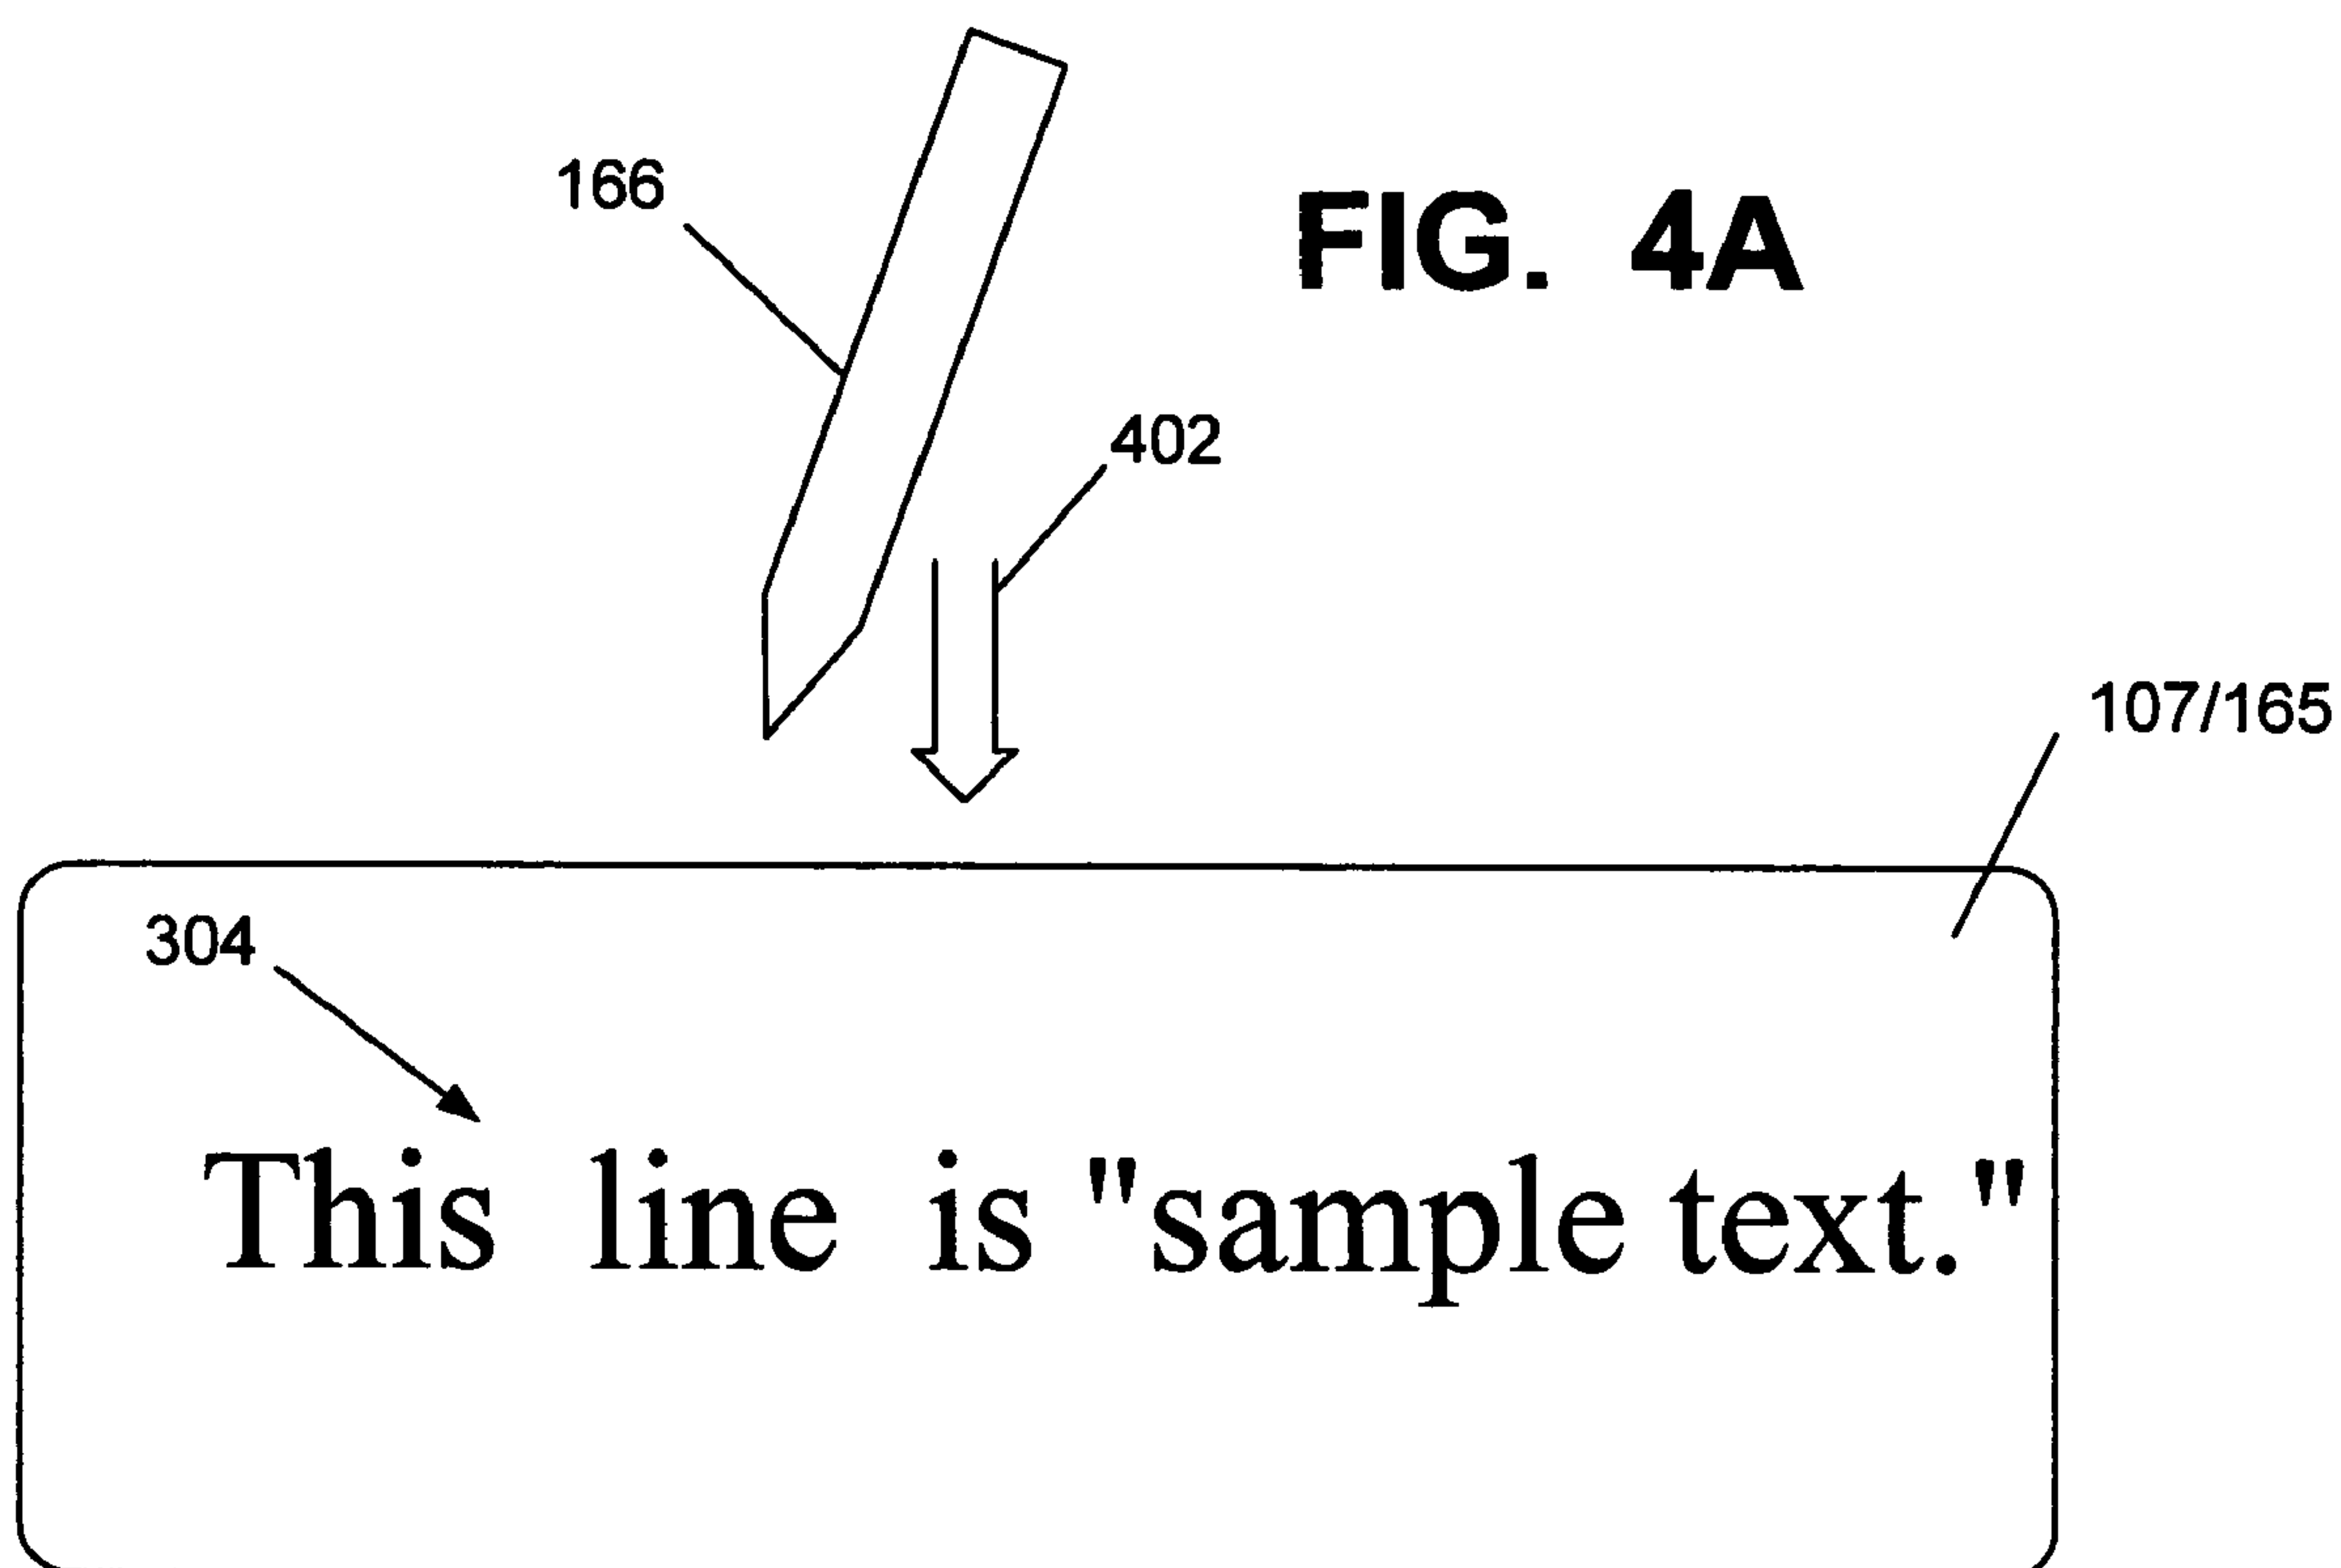 166
FIG. 4A
402
107/165
304
This line is "sample text."